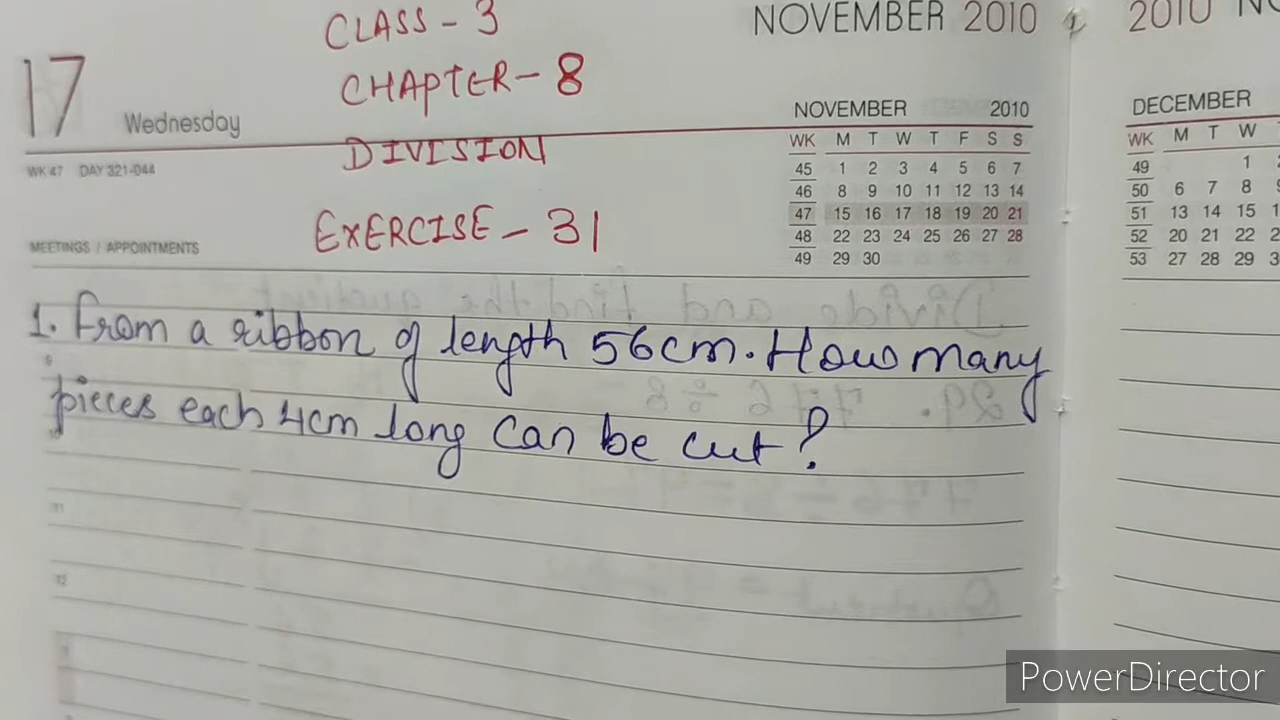 CLASS - 3
NOVEMBER 2010
2010 NO
CHAPTER - 8
17
Wednesday
DIVISION
WK 47 DAY 321-044
EXERCISE - 31
MEETINGS / APPOINTMENTS
NOVEMBER 2010
WK M T W T F S S
45 1 2 3 4 5 6 7
46 8 9 10 11 12 13 14
47 15 16 17 18 19 20 21
48 22 23 24 25 26 27 28
49 29 30
DECEMBER
WK M T W
49 1
50 6 7 8
51 13 14 15
52 20 21 22
53 27 28 29
1. From a ribbon of length 56cm. How many
pieces each 4cm long can be cut?
11
12
PowerDirector